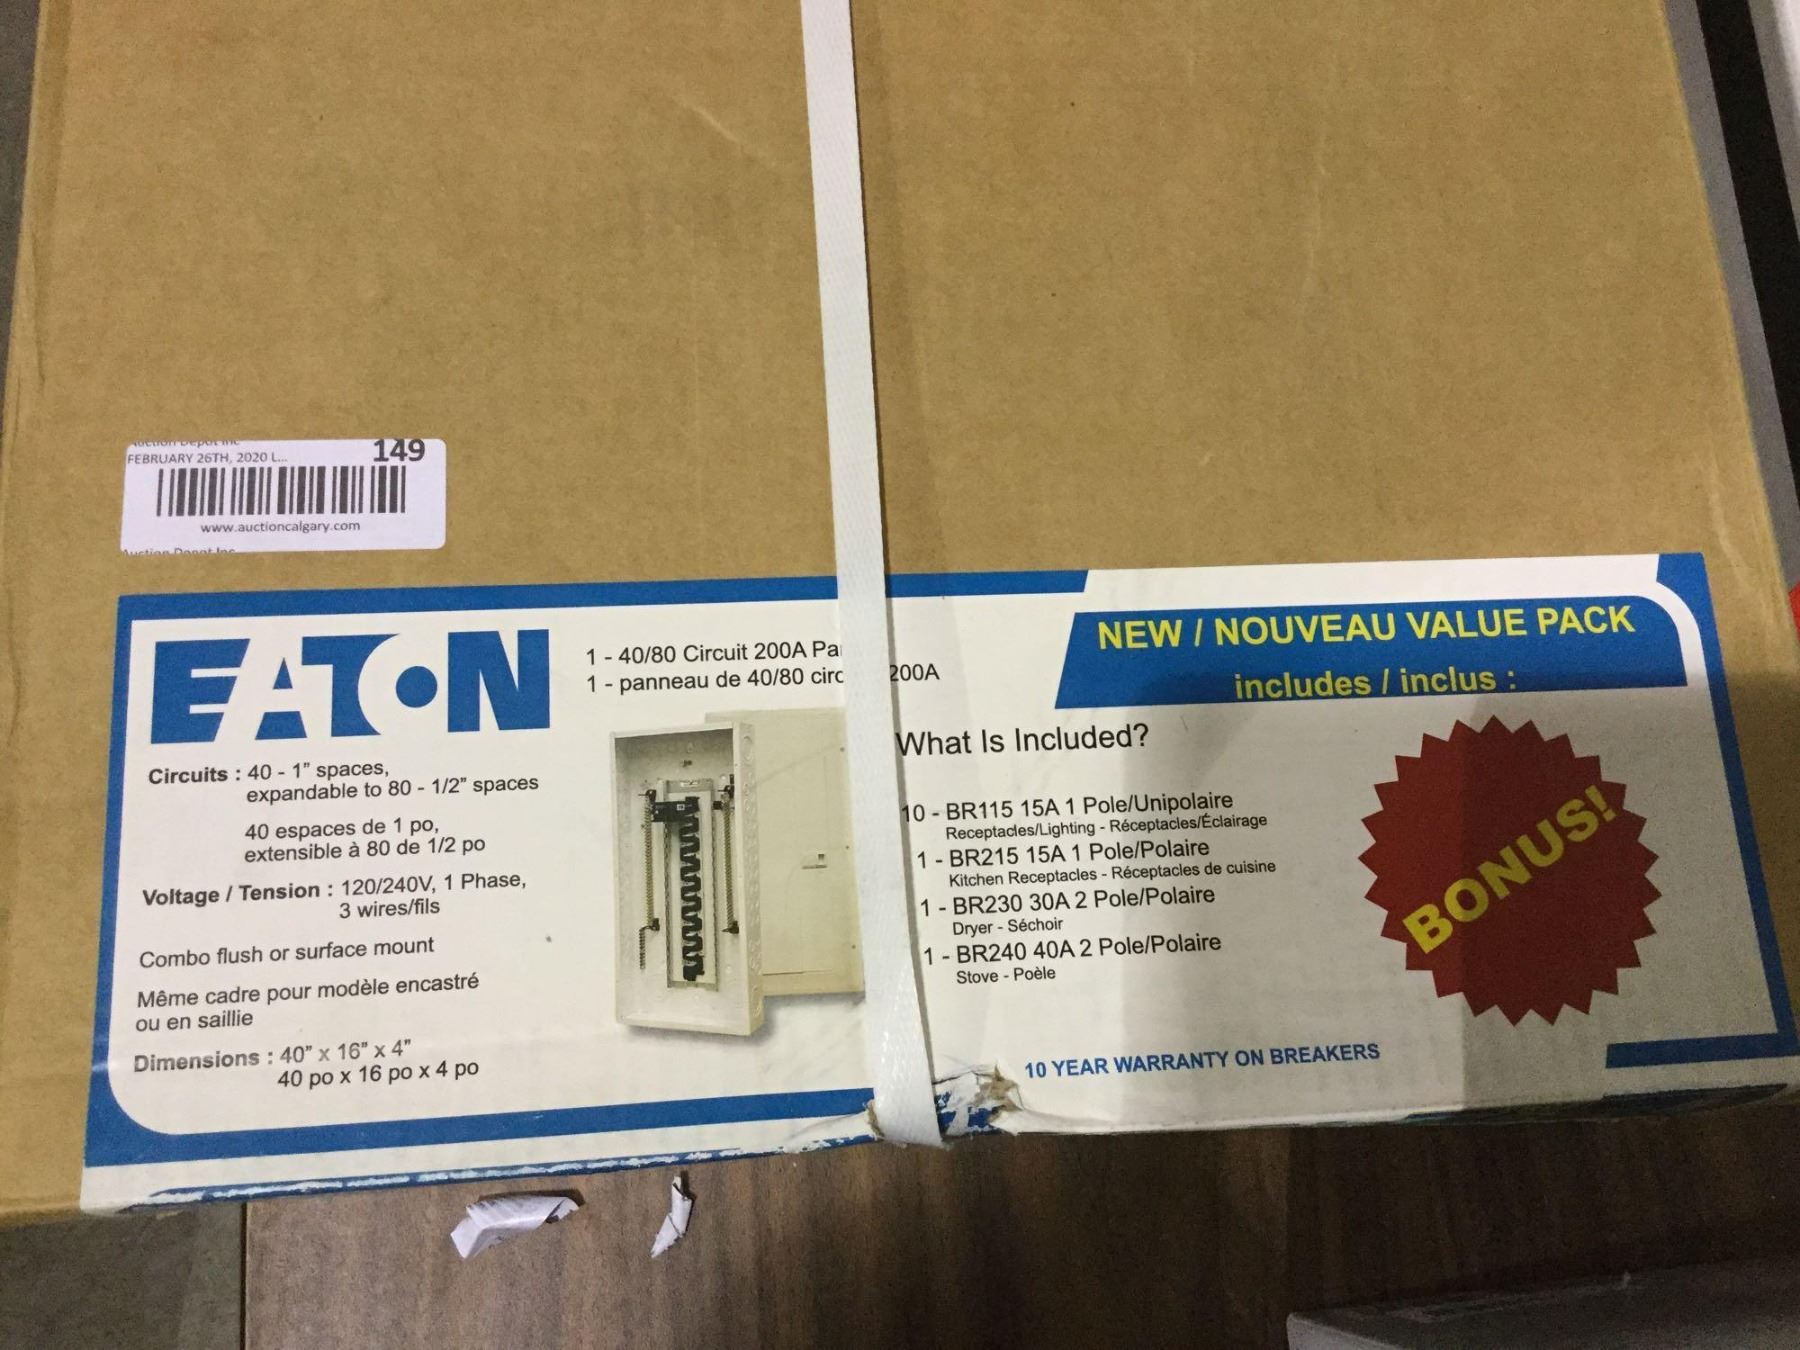 FEBRUARY 26TH, 2020 L...
149
www.auctioncalgary.com
Auction Depot Inc
EATON
1 - 40/80 Circuit 200A
1 - panneau de 40/80 200A
Circuits : 40 - 1" spaces,
expandable to 80 - 1/2" spaces
40 espaces de 1 po,
extensible à 80 de 1/2 po
Voltage / Tension : 120/240V, 1 Phase,
3 wires/fils
Combo flush or surface mount
Même cadre pour modèle encastré
ou en saillie
Dimensions : 40" x 16" x 4"
40 po x 16 po x 4 po
NEW / NOUVEAU VALUE PACK
includes / inclus :
What Is Included?
10 - BR115 15A 1 Pole/Unipolaire
Receptacles/Lighting - Réceptacles/Éclairage
1 - BR215 15A 1 Pole/Polaire
Kitchen Receptacles - Réceptacles de cuisine
1 - BR230 30A 2 Pole/Polaire
Dryer - Séchoir
1 - BR240 40A 2 Pole/Polaire
Stove - Poèle
BONUS!
10 YEAR WARRANTY ON BREAKERS